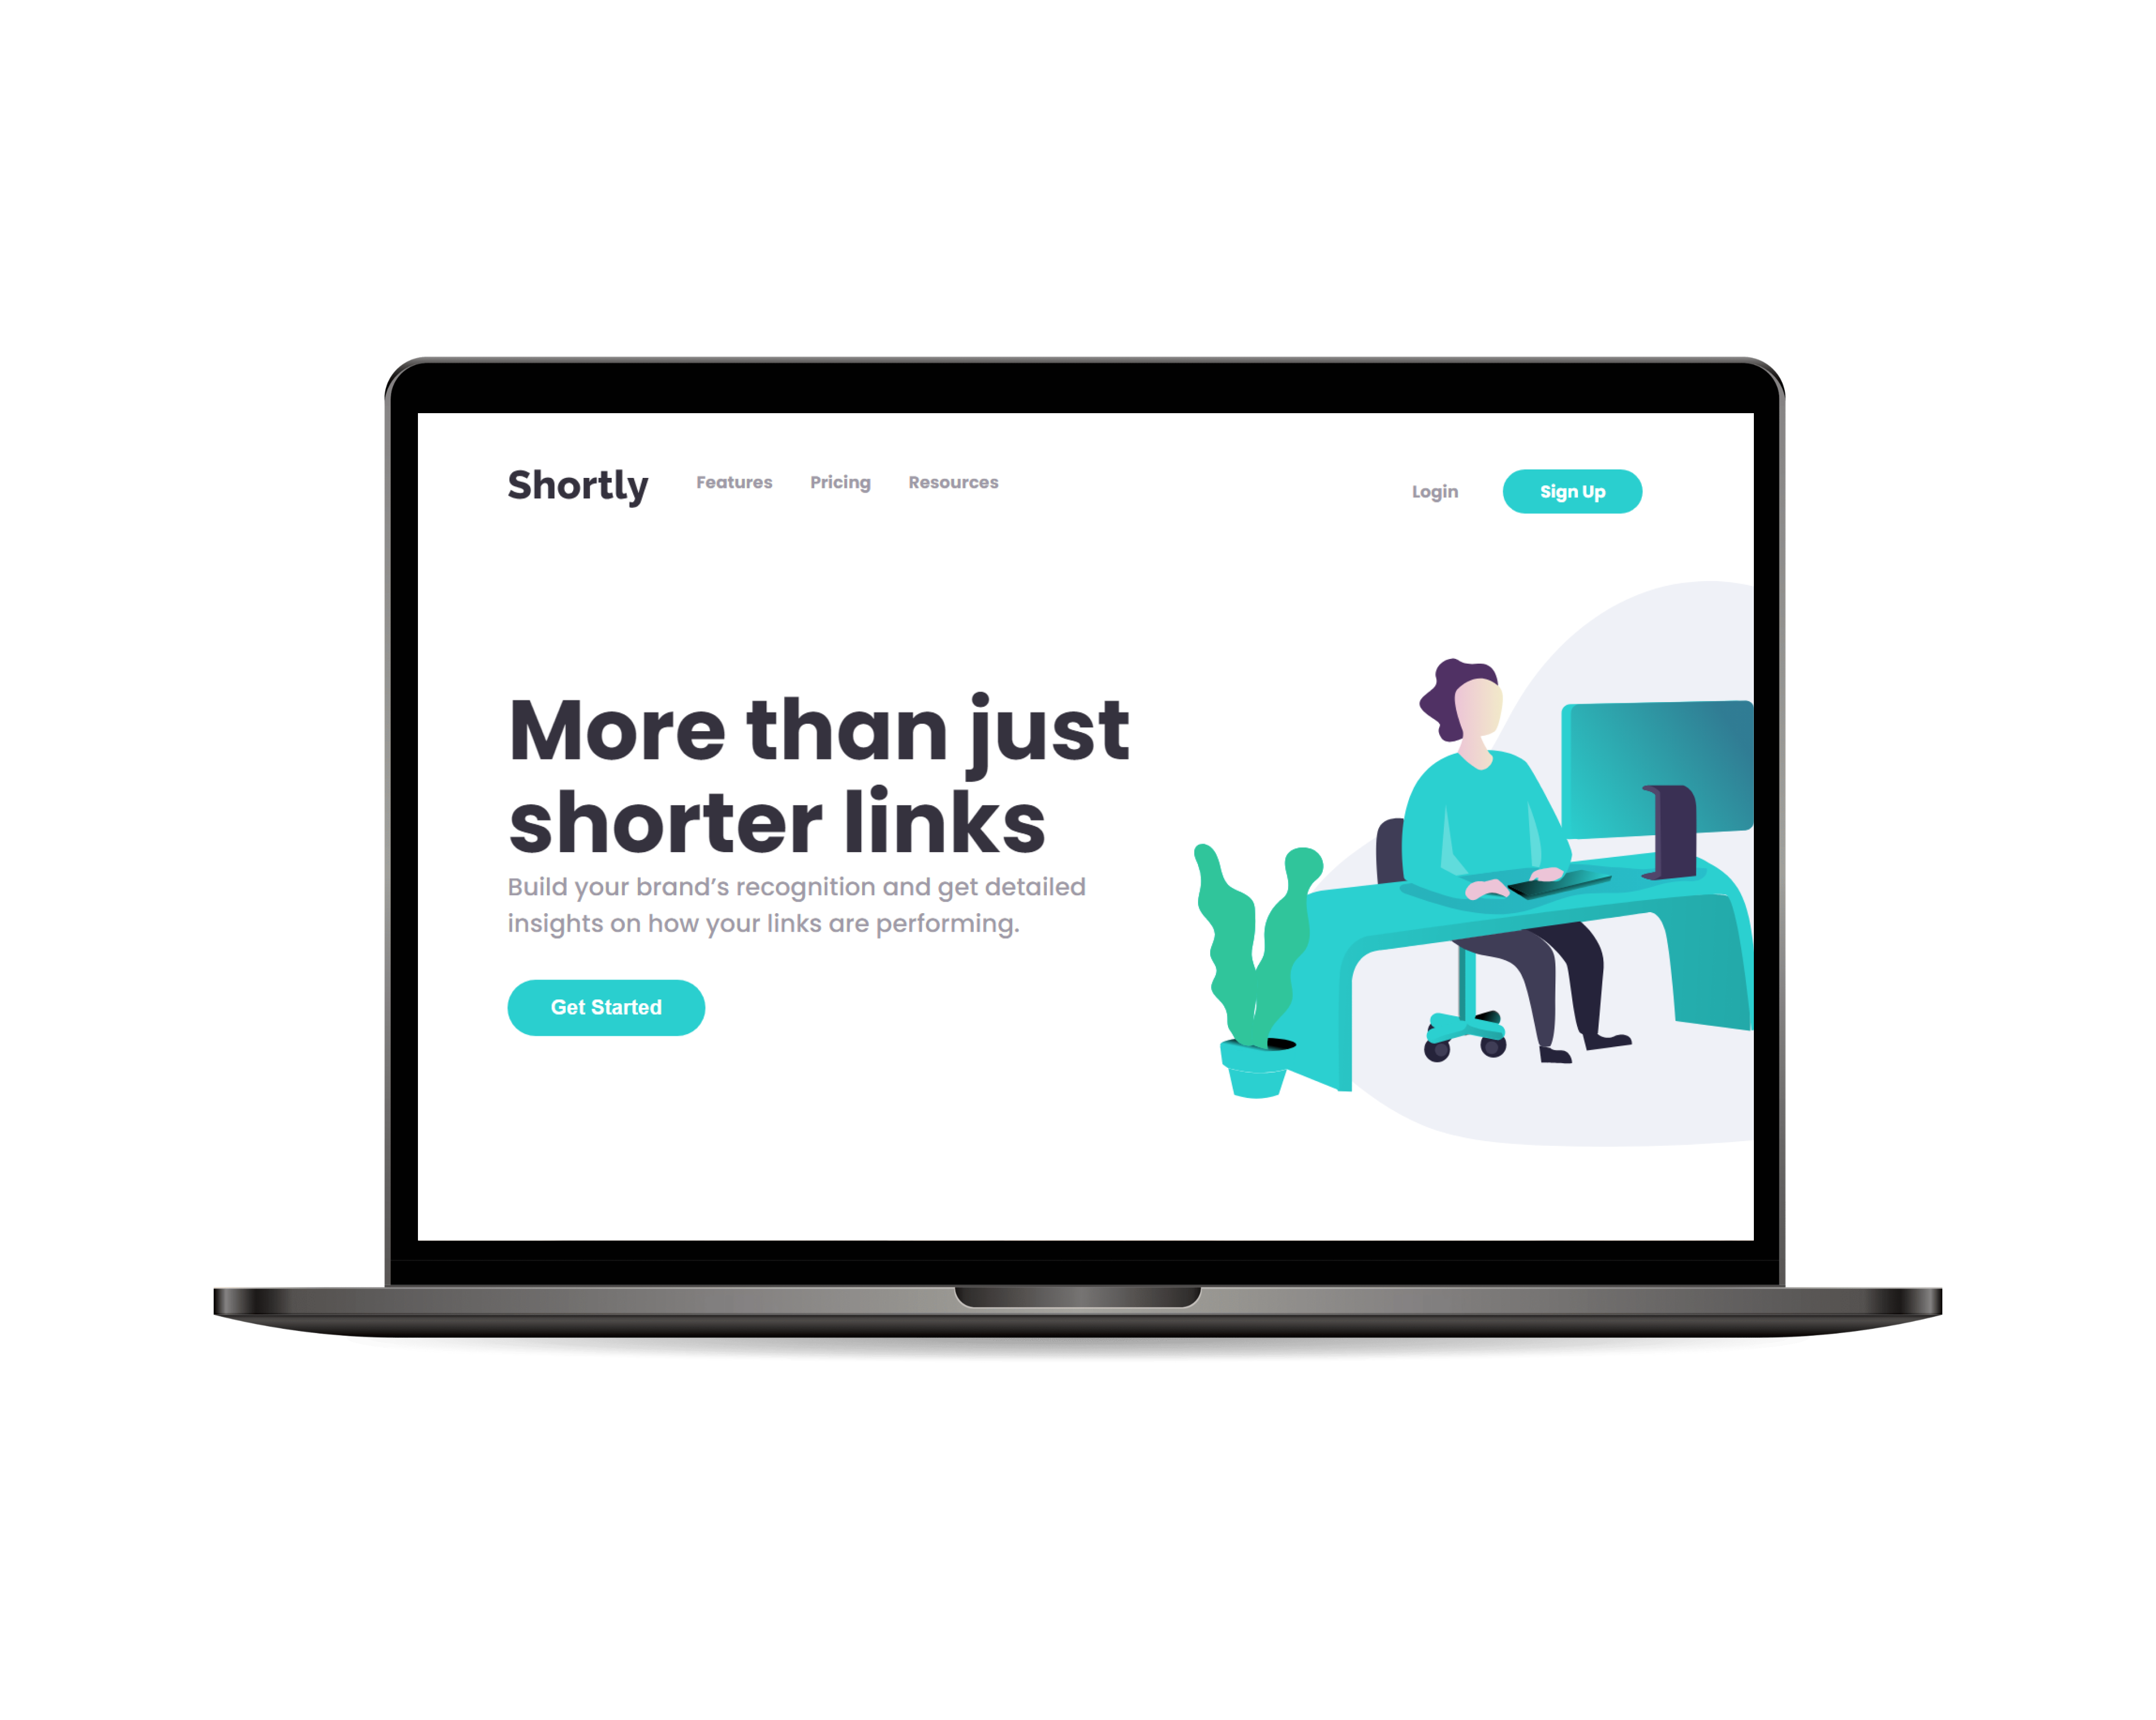 Shortly
Features Pricing Resources
Login Sign Up
More than just
shorter links
Build your brand’s recognition and get detailed
insights on how your links are performing.
Get Started